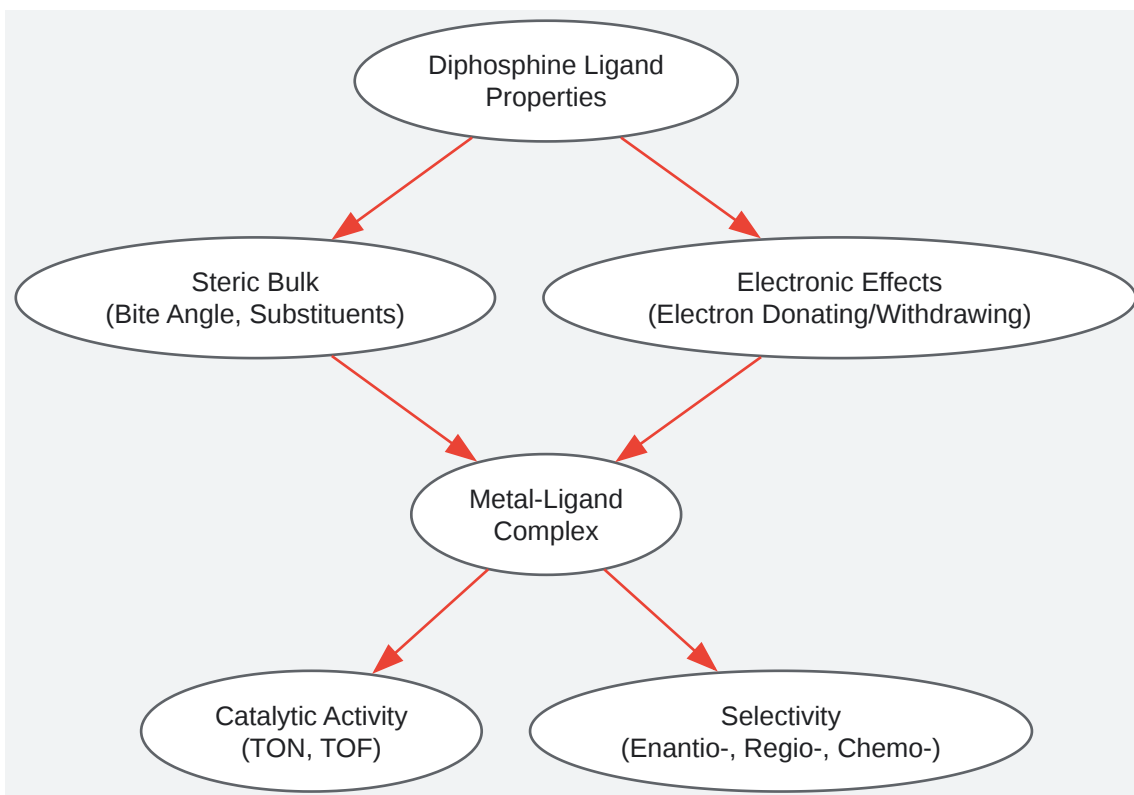 Diphosphine Ligand
Properties
Steric Bulk
(Bite Angle, Substituents)
Electronic Effects
(Electron Donating/Withdrawing)
Metal-Ligand
Complex
Catalytic Activity
(TON, TOF)
Selectivity
(Enantio-, Regio-, Chemo-)